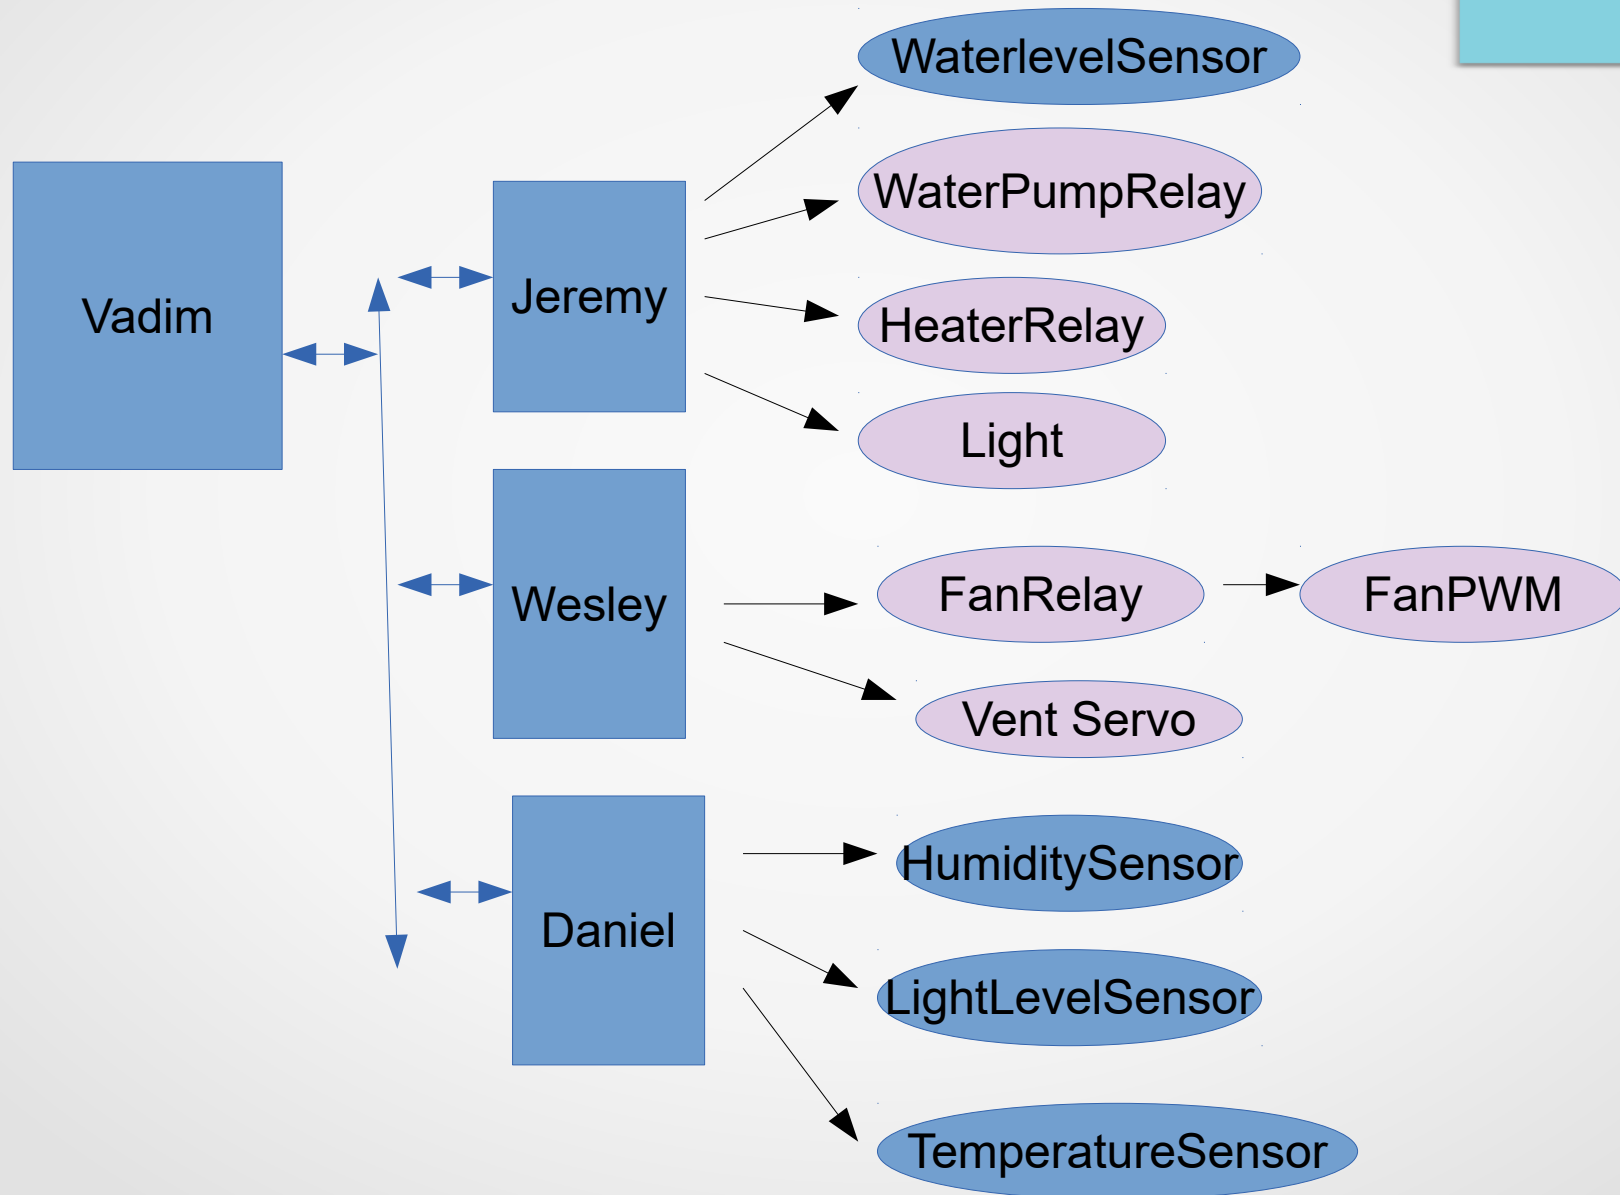 WaterlevelSensor
WaterPumpRelay
Vadim
Jeremy
HeaterRelay
Light
Wesley
FanRelay
FanPWM
Vent Servo
HumiditySensor
Daniel
LightLevelSensor
TemperatureSensor